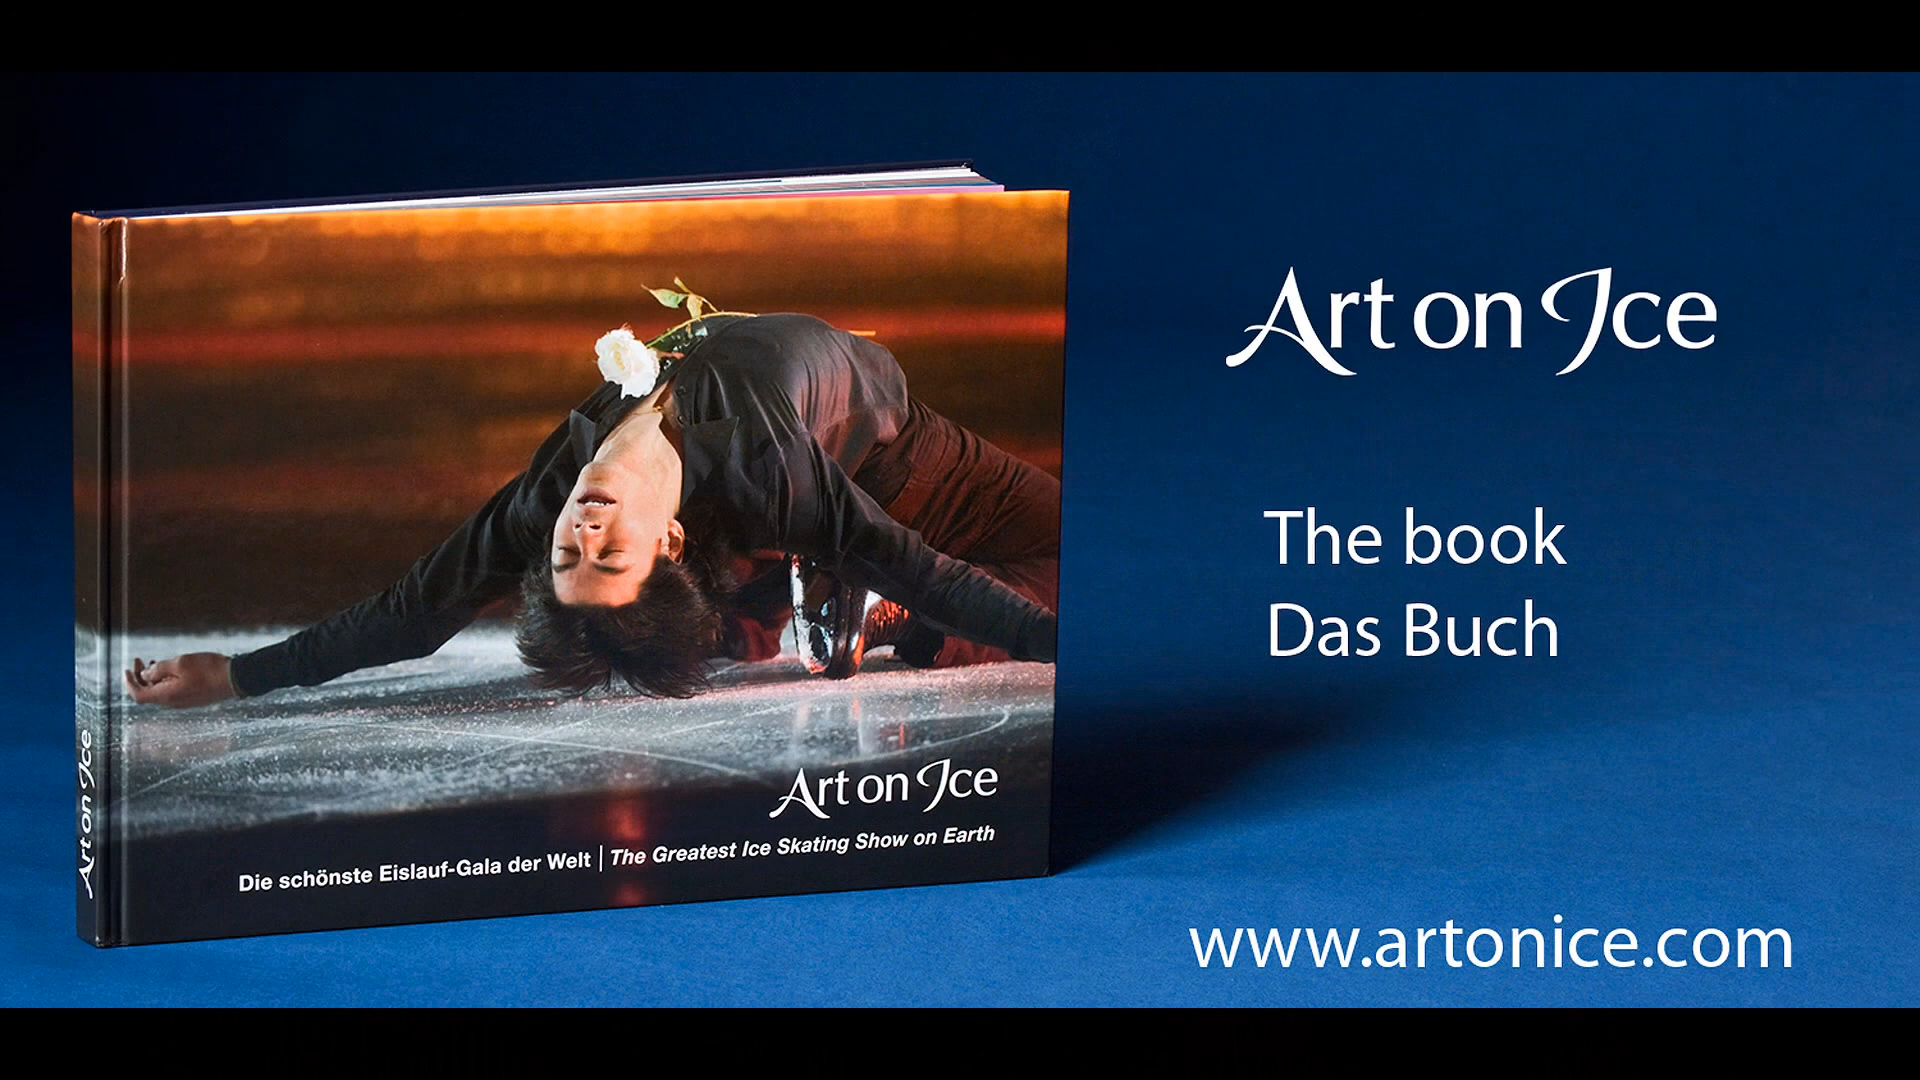 Art on Ice
Die schönste Eislauf-Gala der Welt | The Greatest Ice Skating Show on Earth
Art on Ice
Art on Ice
The book
Das Buch
www.artonice.com